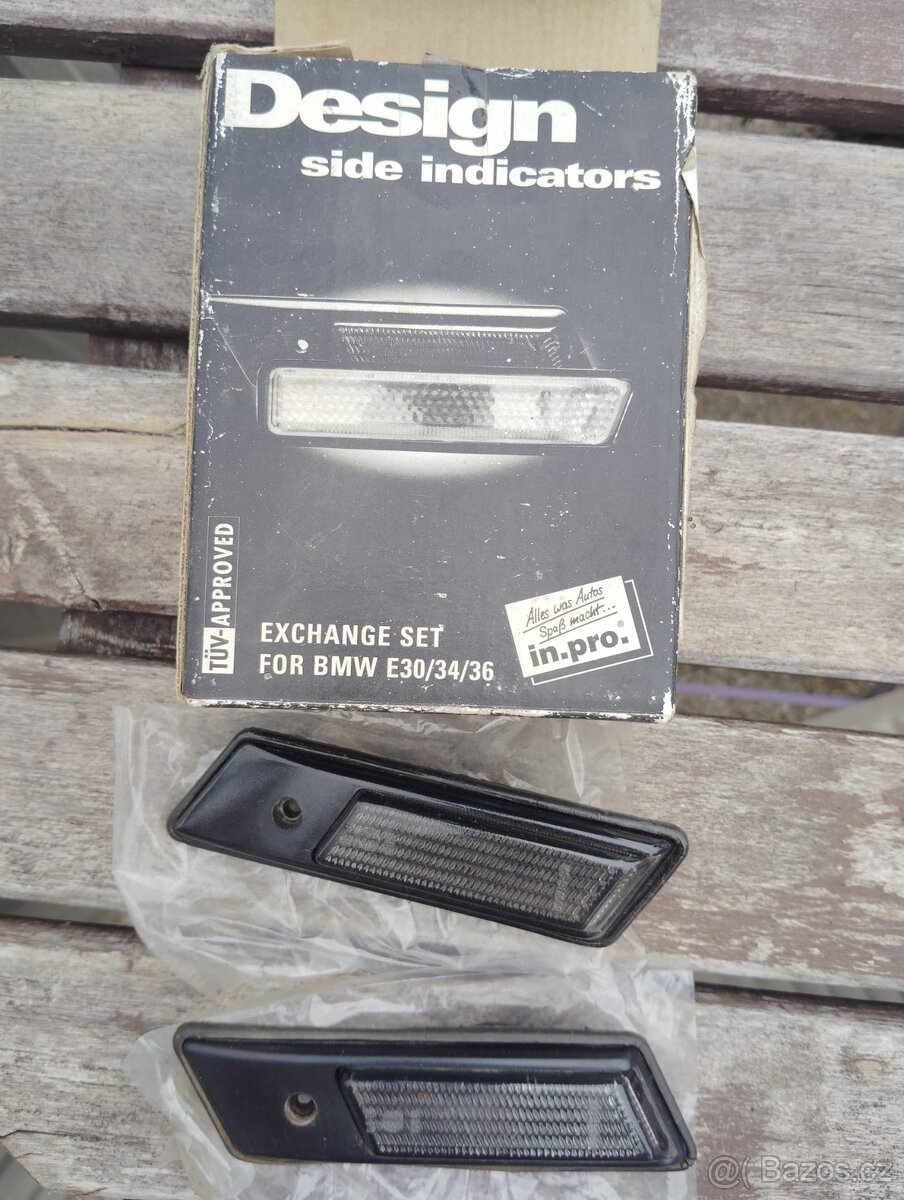 Design
side indicators
TÜV-APPROVED
EXCHANGE SET
FOR BMW E30/34/36
Alles was Autos
Spaß macht...
in.pro.®
@( Bazos.cz